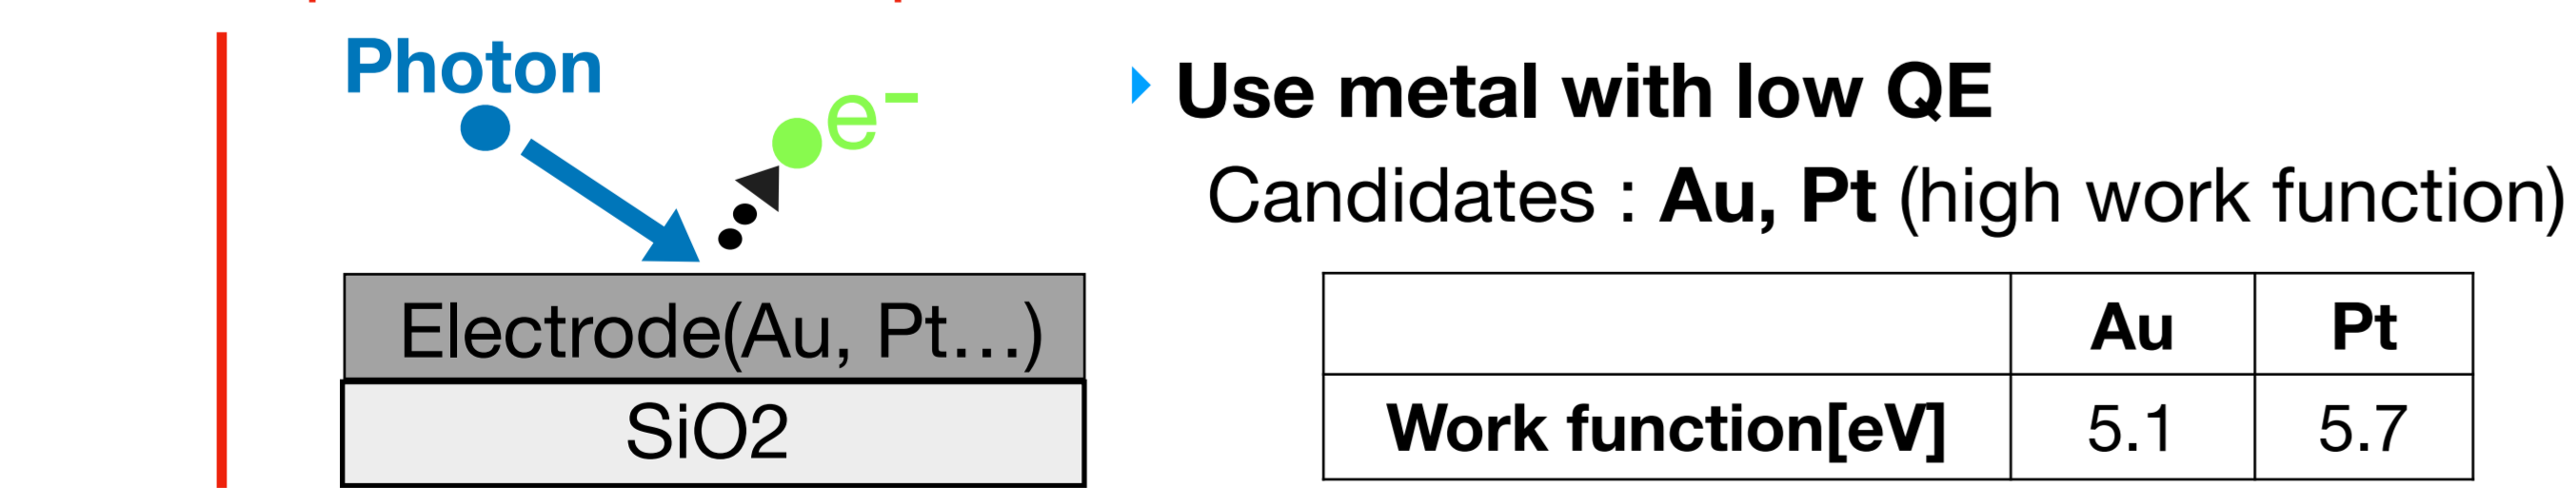 Photon
e-
Electrode(Au, Pt...)
SiO2
Use metal with low QE
Candidates : Au, Pt (high work function)
Au Pt
Work function[eV] 5.1 5.7